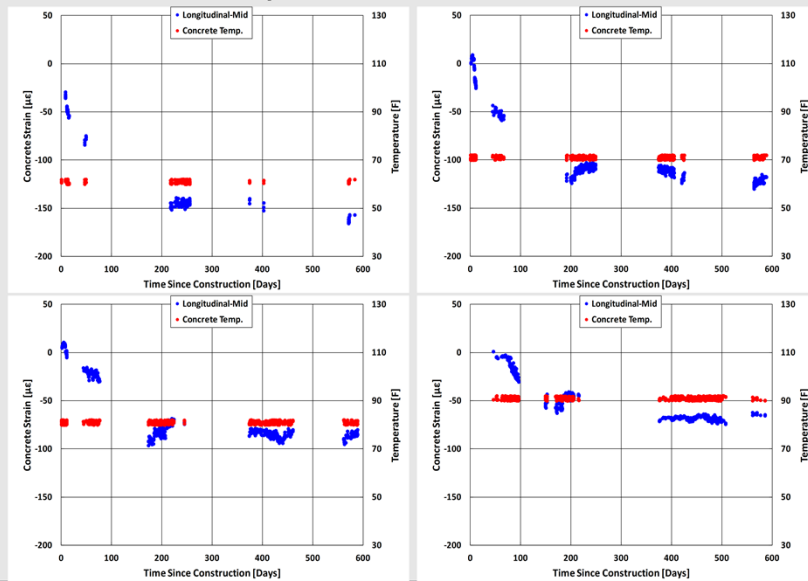 Longitudinal-Mid
Concrete Temp.
50
0
-50
-100
-150
-200
130
110
90
70
50
30
Concrete Strain [µε]
Temperature [F]
0 100 200 300 400 500 600
Time Since Construction [Days]
Longitudinal-Mid
Concrete Temp.
50
0
-50
-100
-150
-200
130
110
90
70
50
30
Concrete Strain [µε]
Temperature [F]
0 100 200 300 400 500 600
Time Since Construction [Days]
Longitudinal-Mid
Concrete Temp.
50
0
-50
-100
-150
-200
130
110
90
70
50
30
Concrete Strain [µε]
Temperature [F]
0 100 200 300 400 500 600
Time Since Construction [Days]
Longitudinal-Mid
Concrete Temp.
50
0
-50
-100
-150
-200
130
110
90
70
50
30
Concrete Strain [µε]
Temperature [F]
0 100 200 300 400 500 600
Time Since Construction [Days]